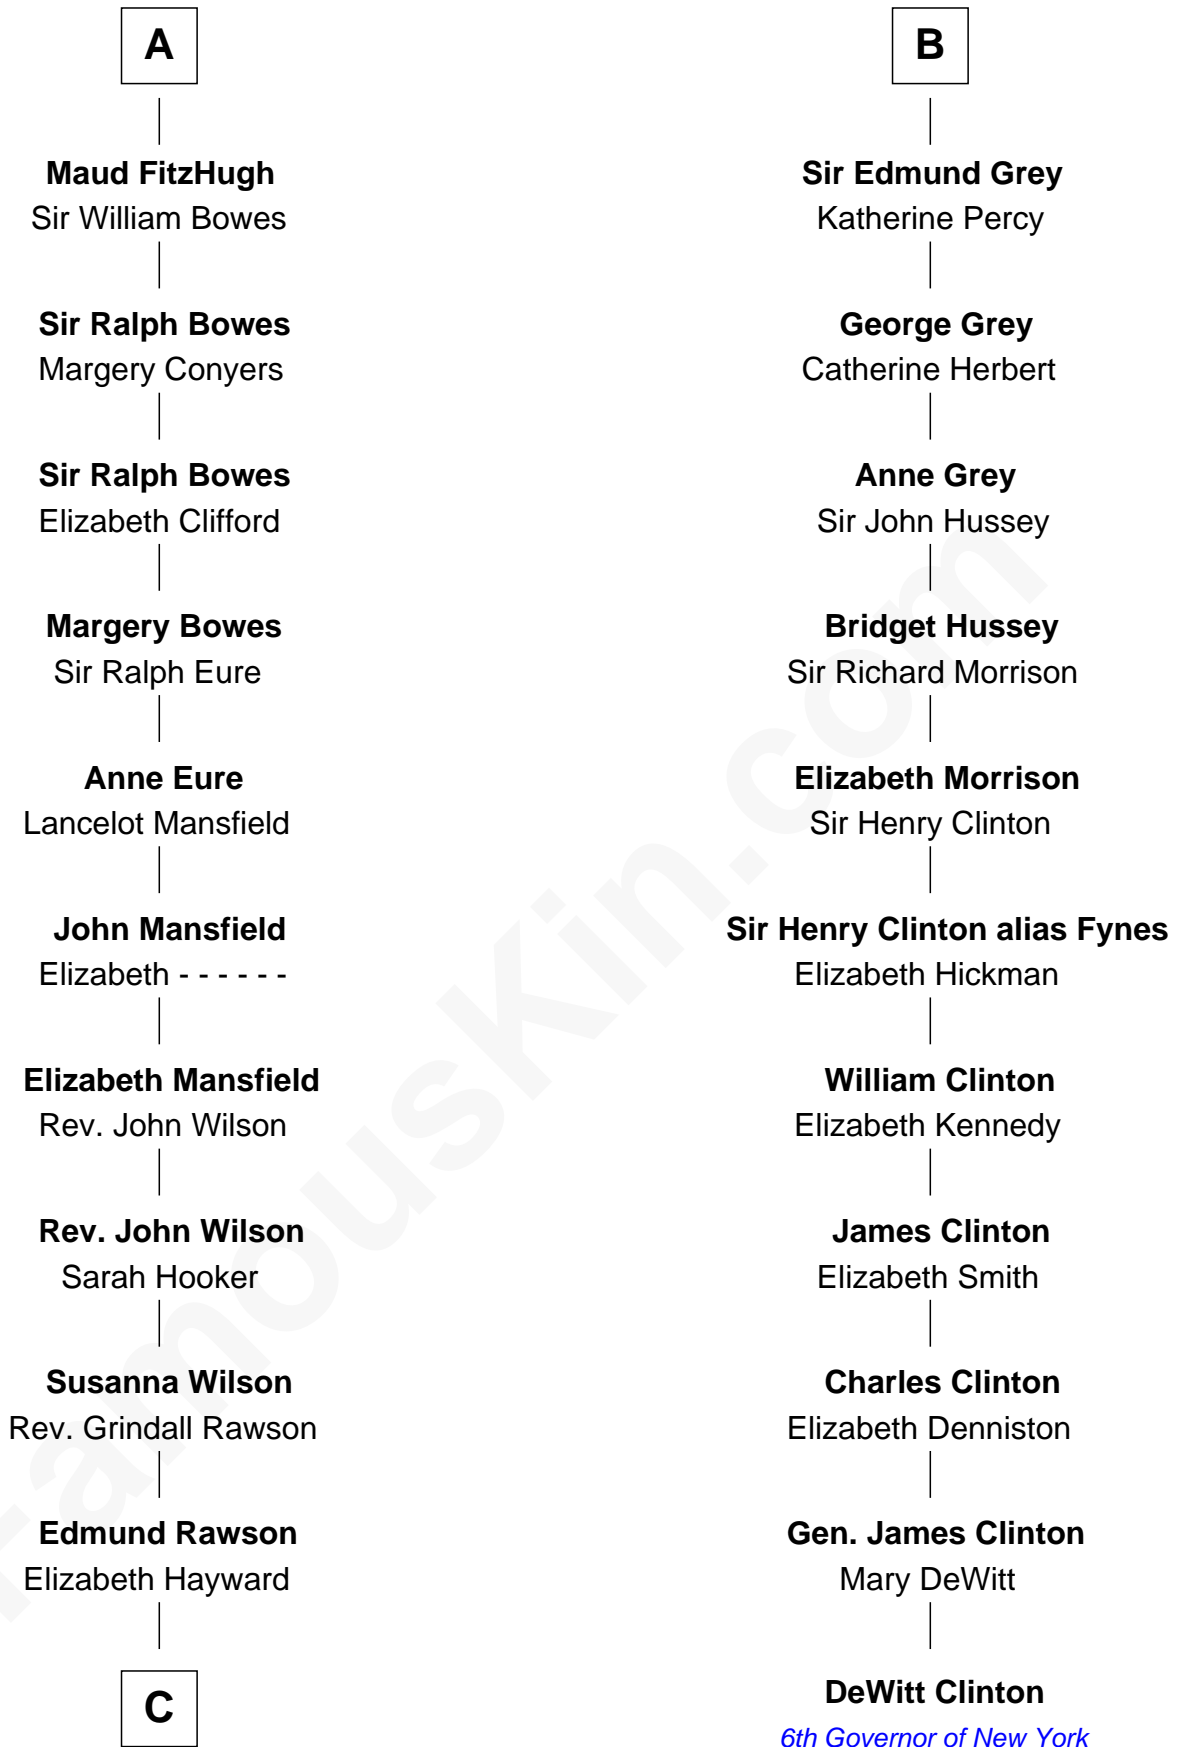 A
Maud FitzHugh
Sir William Bowes
Sir Ralph Bowes
Margery Conyers
Sir Ralph Bowes
Elizabeth Clifford
Margery Bowes
Sir Ralph Eure
Anne Eure
Lancelot Mansfield
John Mansfield
Elizabeth - - - - - -
Elizabeth Mansfield
Rev. John Wilson
Rev. John Wilson
Sarah Hooker
Susanna Wilson
Rev. Grindall Rawson
Edmund Rawson
Elizabeth Hayward
C
B
Sir Edmund Grey
Katherine Percy
George Grey
Catherine Herbert
Anne Grey
Sir John Hussey
Bridget Hussey
Sir Richard Morrison
Elizabeth Morrison
Sir Henry Clinton
Sir Henry Clinton alias Fynes
Elizabeth Hickman
William Clinton
Elizabeth Kennedy
James Clinton
Elizabeth Smith
Charles Clinton
Elizabeth Denniston
Gen. James Clinton
Mary DeWitt
DeWitt Clinton
6th Governor of New York
FamousKin.com